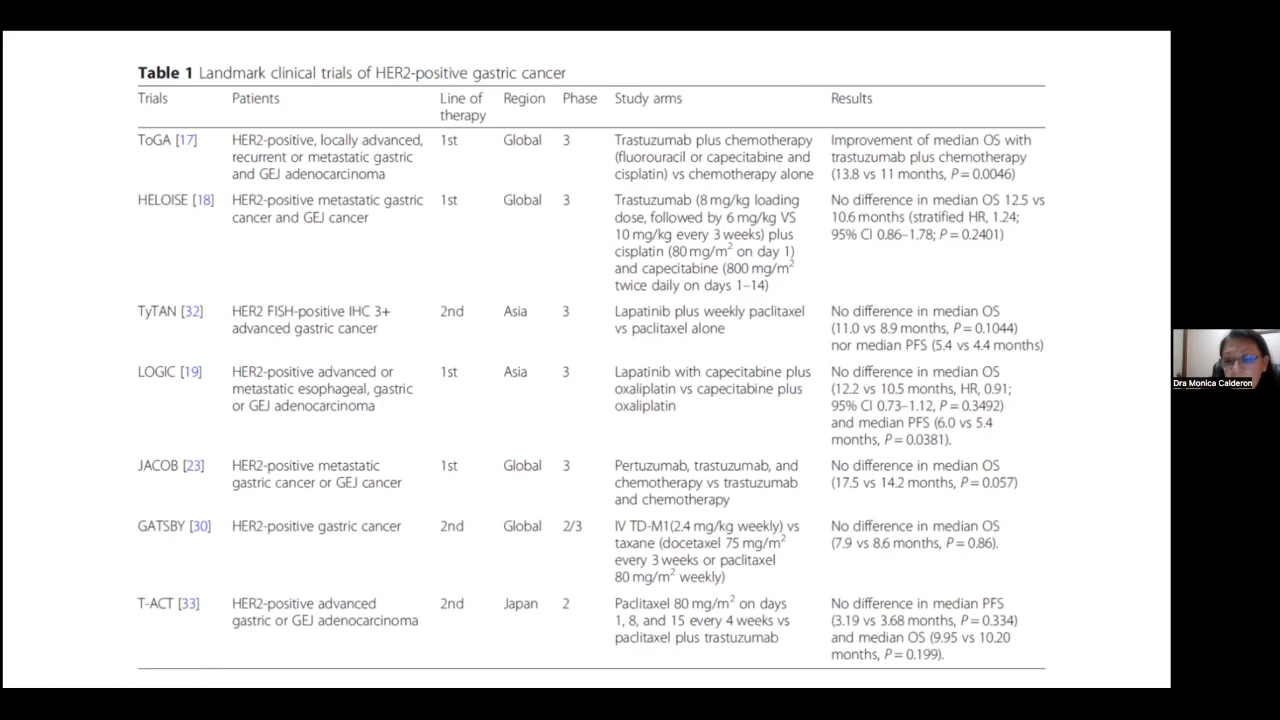 Table 1 Landmark clinical trials of HER2-positive gastric cancer
Trials Patients Line of therapy Region Phase Study arms Results
ToGA [17] HER2-positive, locally advanced, 1st Global 3 Trastuzumab plus chemotherapy Improvement of median OS with
recurrent or metastatic gastric (fluorouracil or capecitabine and trastuzumab plus chemotherapy
and GEJ adenocarcinoma cisplatin) vs chemotherapy alone (13.8 vs 11 months, P = 0.0046)
HELOISE [18] HER2-positive metastatic gastric 1st Global 3 Trastuzumab (8 mg/kg loading No difference in median OS 12.5 vs
cancer and GEJ cancer dose, followed by 6 mg/kg VS 10.6 months (stratified HR, 1.24;
10 mg/kg every 3 weeks) plus 95% CI 0.86–1.78; P = 0.2401)
cisplatin (80 mg/m² on day 1)
and capecitabine (800 mg/m²
twice daily on days 1–14)
TyTAN [32] HER2 FISH-positive IHC 3+ 2nd Asia 3 Lapatinib plus weekly paclitaxel No difference in median OS
advanced gastric cancer vs paclitaxel alone (11.0 vs 8.9 months, P = 0.1044)
nor median PFS (5.4 vs 4.4 months)
LOGIC [19] HER2-positive advanced or 1st Asia 3 Lapatinib with capecitabine plus No difference in median OS
metastatic esophageal, gastric oxaliplatin vs capecitabine plus (12.2 vs 10.5 months, HR, 0.91;
or GEJ adenocarcinoma oxaliplatin 95% CI 0.73–1.12, P = 0.3492)
and median PFS (6.0 vs 5.4
months, P = 0.0381).
JACOB [23] HER2-positive metastatic 1st Global 3 Pertuzumab, trastuzumab, and No difference in median OS
gastric cancer or GEJ cancer chemotherapy vs trastuzumab (17.5 vs 14.2 months, P = 0.057)
and chemotherapy
GATSBY [30] HER2-positive gastric cancer 2nd Global 2/3 IV TD-M1(2.4 mg/kg weekly) vs No difference in median OS
taxane (docetaxel 75 mg/m² (7.9 vs 8.6 months, P = 0.86).
every 3 weeks or paclitaxel
80 mg/m² weekly)
T-ACT [33] HER2-positive advanced 2nd Japan 2 Paclitaxel 80 mg/m² on days No difference in median PFS
gastric or GEJ adenocarcinoma 1, 8, and 15 every 4 weeks vs (3.19 vs 3.68 months, P = 0.334)
paclitaxel plus trastuzumab and median OS (9.95 vs 10.20
months, P = 0.199).
Dra Monica Calderon